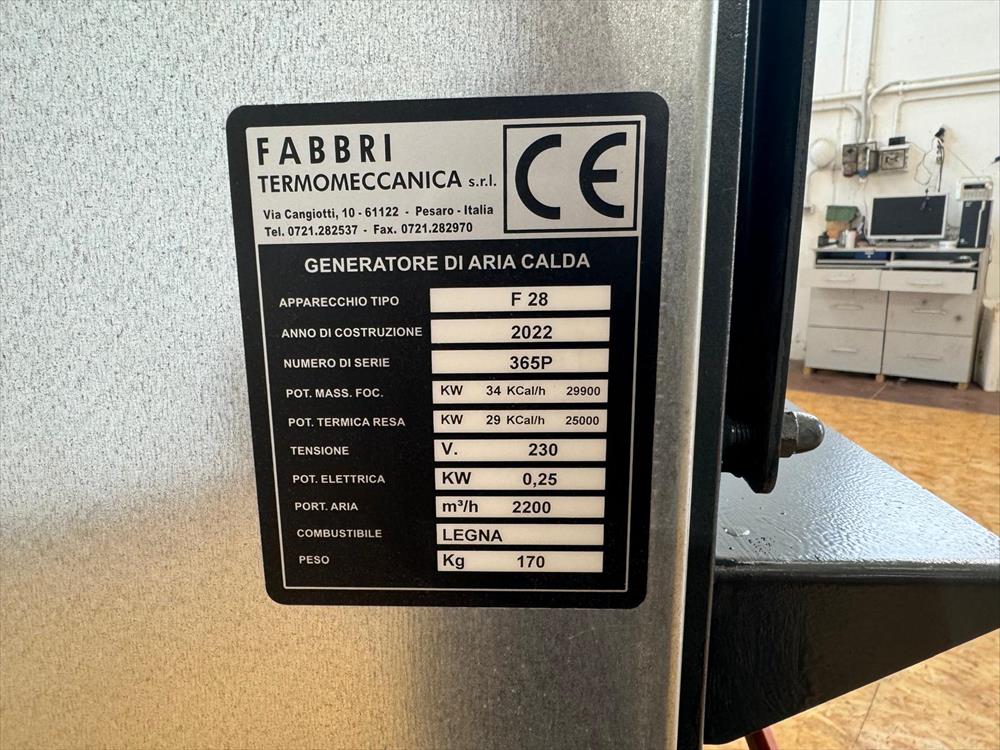 FABBRI
TERMOMECCANICA s.r.l.
Via Cangiotti, 10 - 61122 - Pesaro - Italia
Tel. 0721.282537 - Fax. 0721.282970
CE
GENERATORE DI ARIA CALDA
APPARECCHIO TIPO F 28
ANNO DI COSTRUZIONE 2022
NUMERO DI SERIE 365P
POT. MASS. FOC. KW 34 KCal/h 29900
POT. TERMICA RESA KW 29 KCal/h 25000
TENSIONE V. 230
POT. ELETTRICA KW 0,25
PORT. ARIA m³/h 2200
COMBUSTIBILE LEGNA
PESO Kg 170